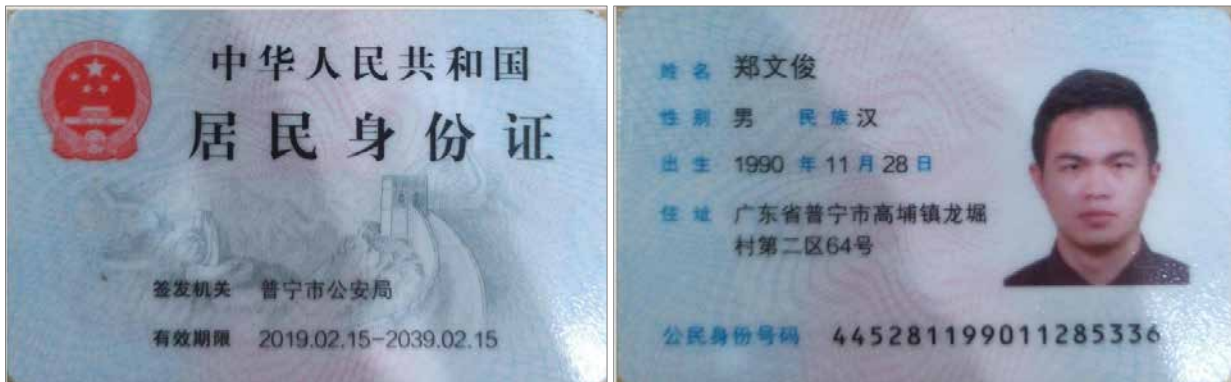 中华人民共和国
居民身份证
签发机关 普宁市公安局
有效期限 2019.02.15-2039.02.15
姓名 郑文俊
性别 男 民族 汉
出生 1990 年 11 月 28 日
住址 广东省普宁市高埔镇龙堀
村第二区64号
公民身份号码 445281199011285336